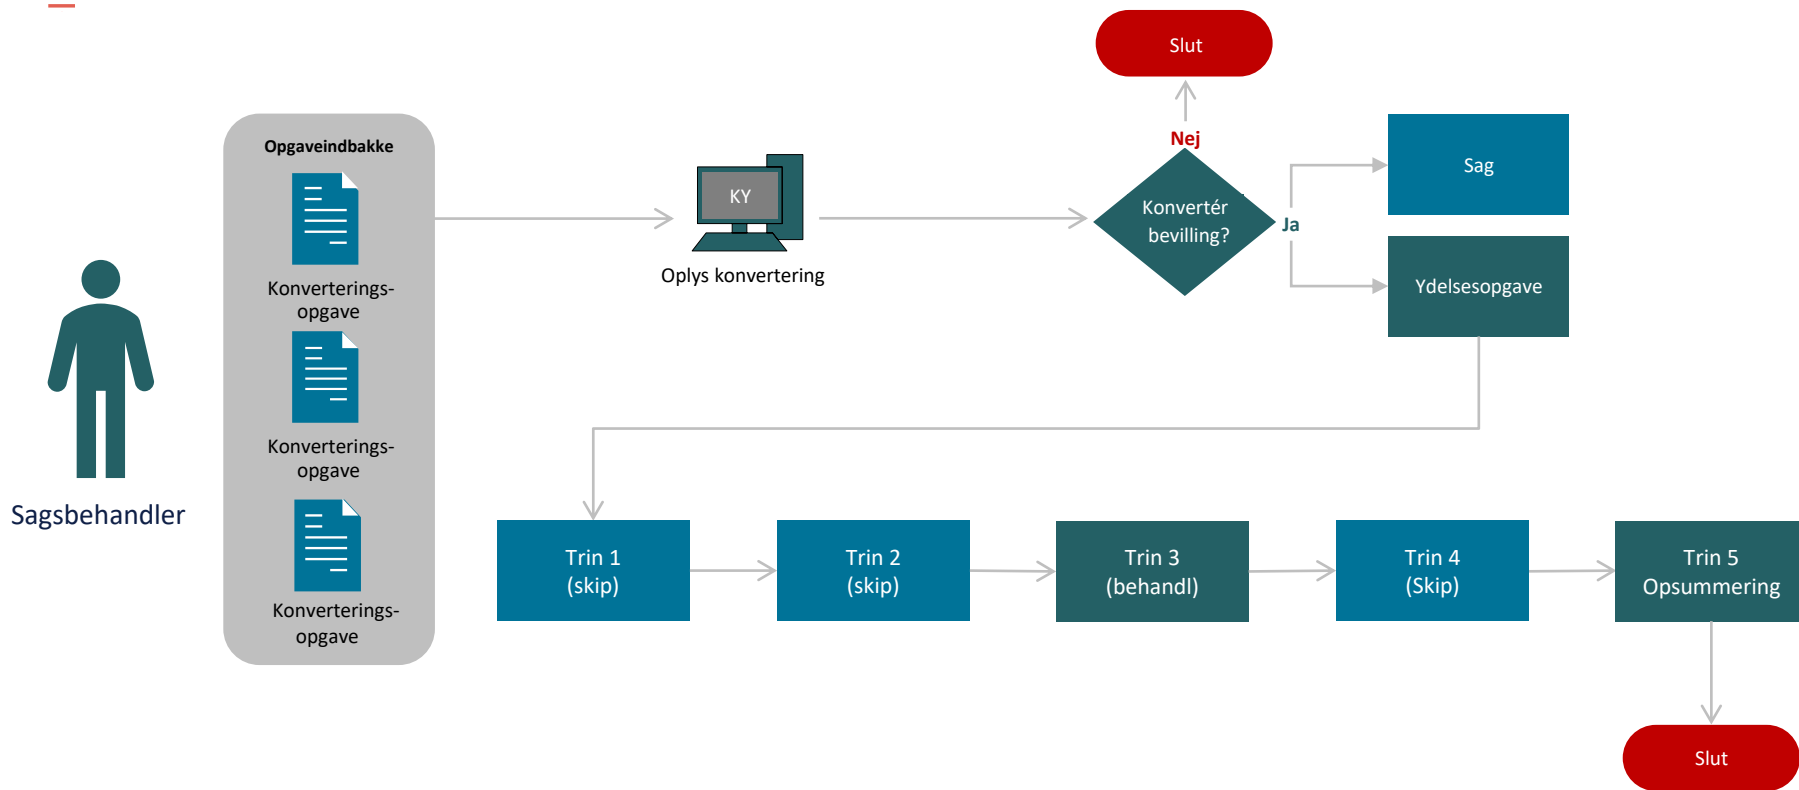 Slut
Opgaveindbakke
Nej
Sag
KY
Konvertér
bevilling?
Ja
Oplys konvertering
Ydelsesopgave
Konverterings-
opgave
Konverterings-
opgave
Sagsbehandler
Konverterings-
opgave
Trin 1
(skip)
Trin 2
(skip)
Trin 3
(behandl)
Trin 4
(Skip)
Trin 5
Opsummering
Slut